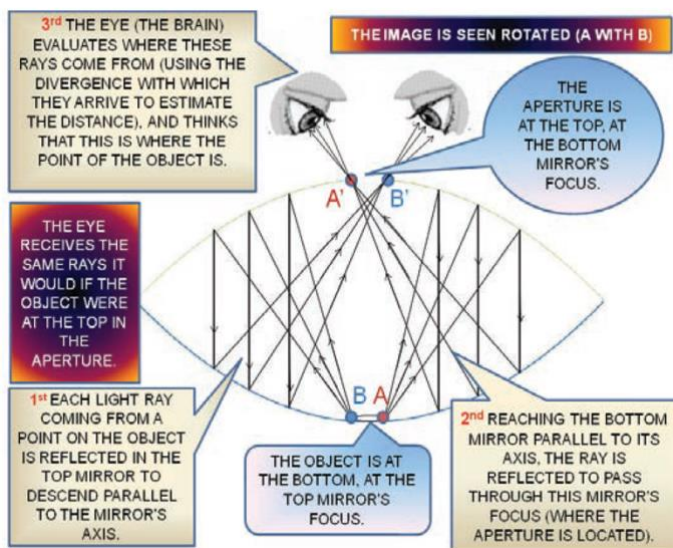 3rd THE EYE (THE BRAIN)
EVALUATES WHERE THESE
RAYS COME FROM (USING THE
DIVERGENCE WITH WHICH
THEY ARRIVE TO ESTIMATE
THE DISTANCE), AND THINKS
THAT THIS IS WHERE THE
POINT OF THE OBJECT IS.
THE IMAGE IS SEEN ROTATED (A WITH B)
THE
APERTURE IS
AT THE TOP, AT
THE BOTTOM
MIRROR'S
FOCUS.
A' B'
THE EYE
RECEIVES THE
SAME RAYS IT
WOULD IF THE
OBJECT WERE
AT THE TOP IN
THE
APERTURE.
B A
1st EACH LIGHT RAY
COMING FROM A
POINT ON THE OBJECT
IS REFLECTED IN THE
TOP MIRROR TO
DESCEND PARALLEL
TO THE MIRROR'S
AXIS.
THE OBJECT IS AT
THE BOTTOM, AT THE
TOP MIRROR'S
FOCUS.
2nd REACHING THE BOTTOM
MIRROR PARALLEL TO ITS
AXIS, THE RAY IS
REFLECTED TO PASS
THROUGH THIS MIRROR'S
FOCUS (WHERE THE
APERTURE IS LOCATED).